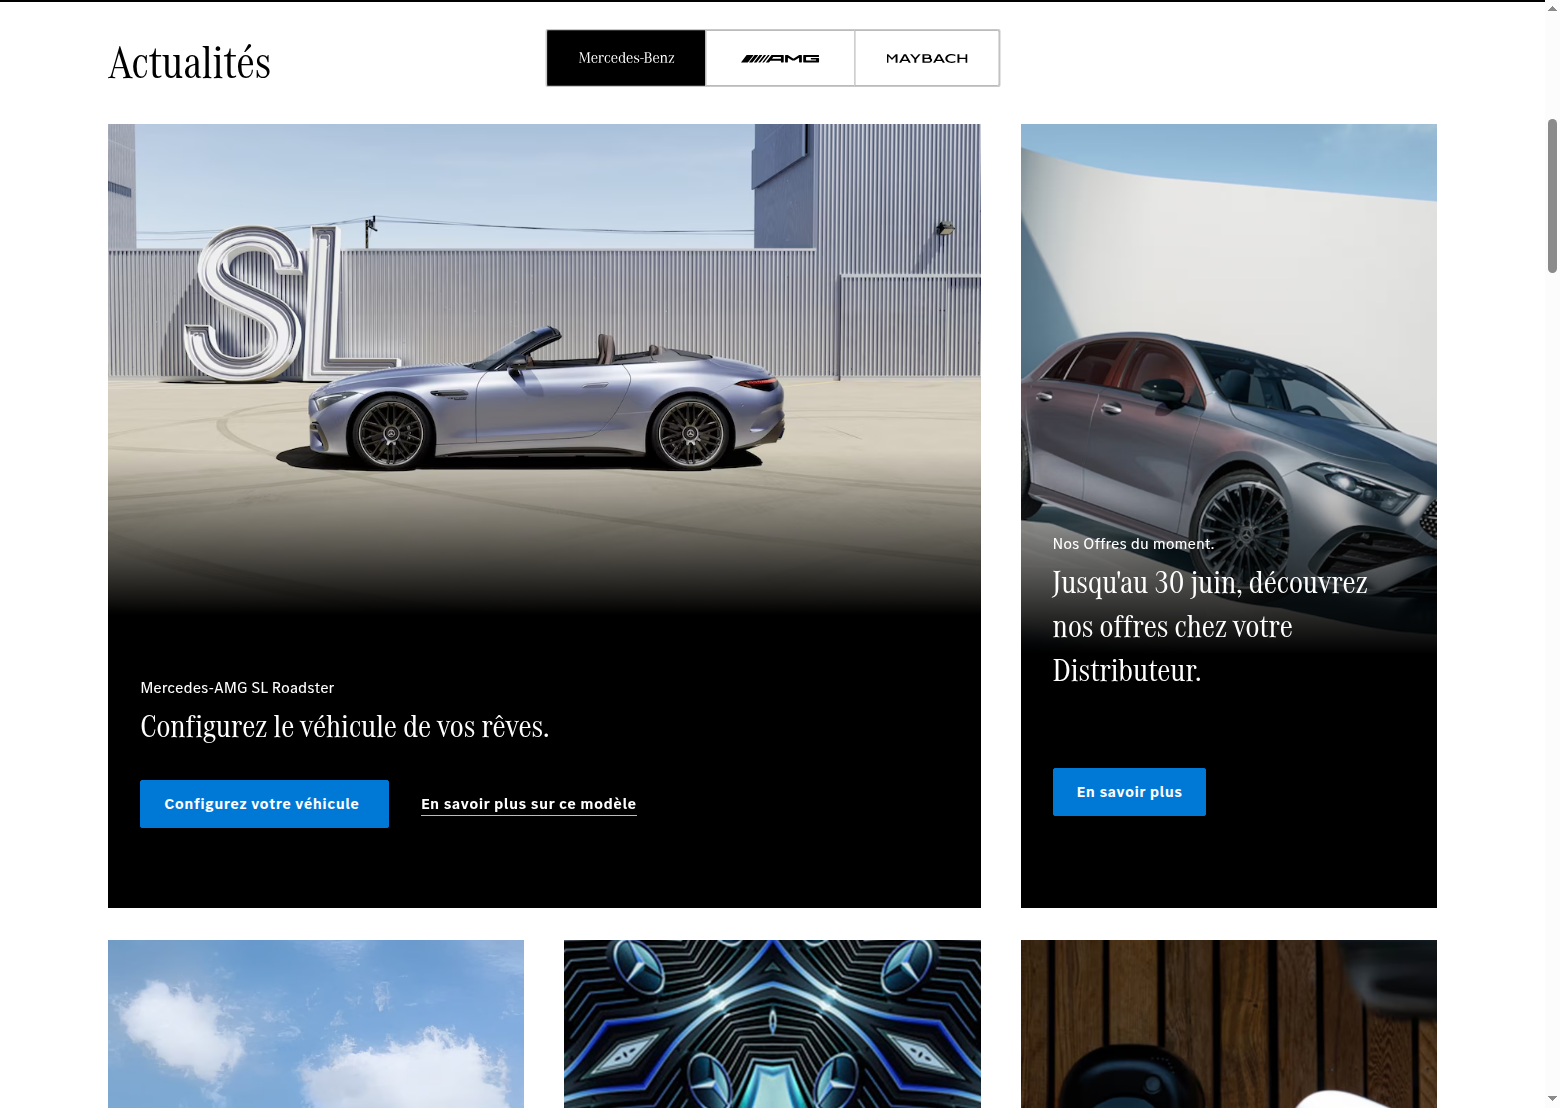 Actualités
Mercedes-Benz
AMG
MAYBACH
SL
Mercedes-AMG SL Roadster
Configurez le véhicule de vos rêves.
Configurez votre véhicule
En savoir plus sur ce modèle
Nos Offres du moment.
Jusqu'au 30 juin, découvrez
nos offres chez votre
Distributeur.
En savoir plus